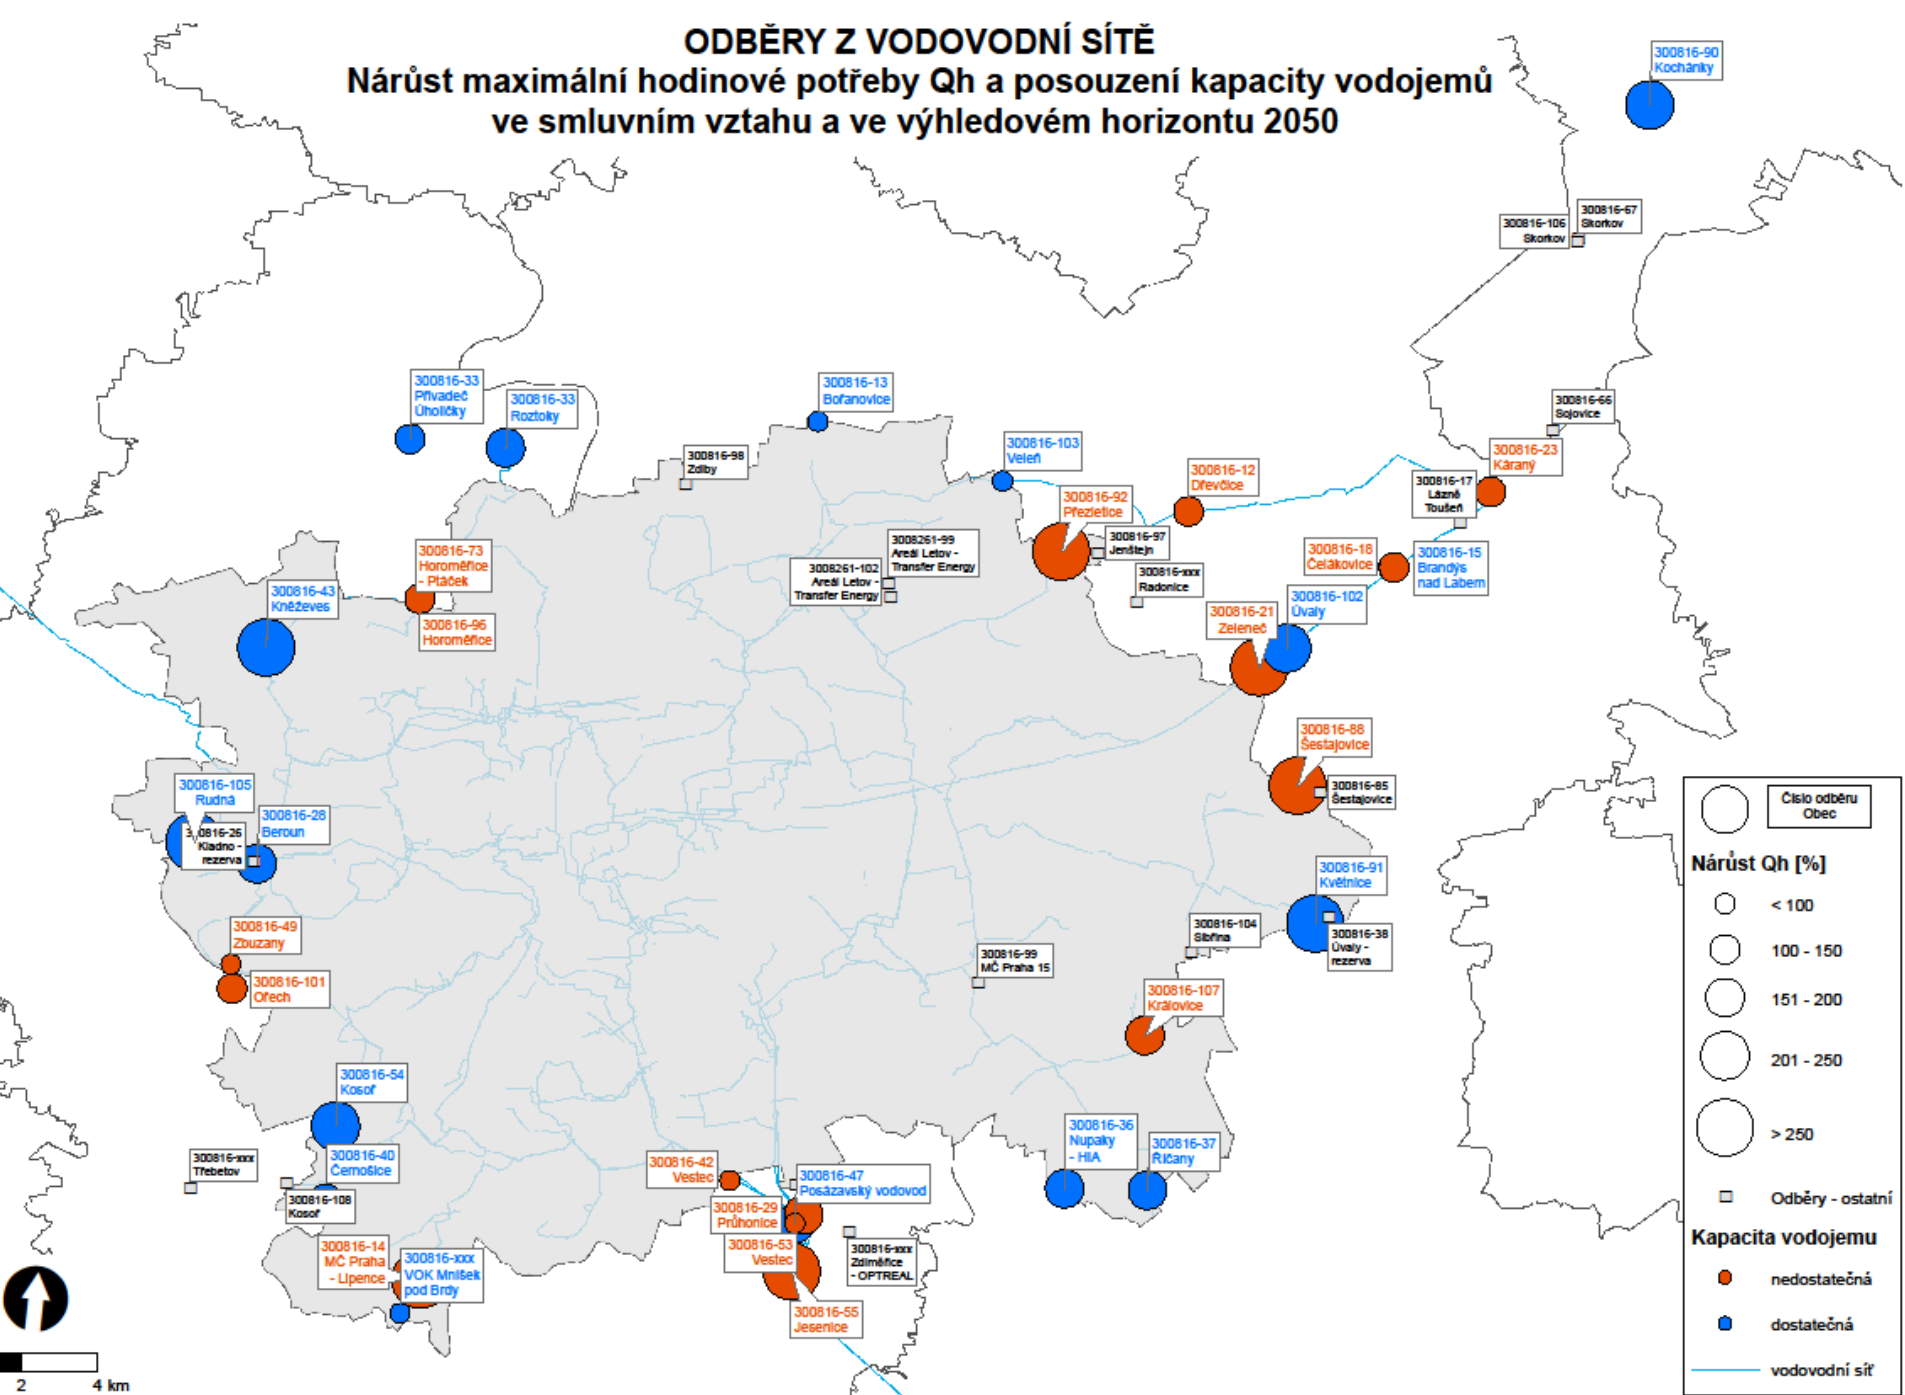 ODBĚRY Z VODOVODNÍ SÍTĚ
Nárůst maximální hodinové potřeby Qh a posouzení kapacity vodojemů
ve smluvním vztahu a ve výhledovém horizontu 2050
300816-90
Kochánky
300816-67
Skorkov
300816-106
Skorkov
300816-33
Přivaděč
Úholičky
300816-33
Roztoky
300816-13
Bořanovice
300816-98
Zdiby
300816-103
Veleň
300816-12
Dřevčice
300816-66
Sojovice
300816-23
Káraný
300816-17
Lázně
Toušeň
300816-92
Přezletice
300816-97
Jenštejn
300816-73
Horoměřice
- Ptáček
300816-96
Horoměřice
3008261-99
Areál Letov -
Transfer Energy
3008261-102
Areál Letov -
Transfer Energy
300816-xxx
Radonice
300816-18
Čelákovice
300816-15
Brandýs
nad Labem
300816-43
Kněževes
300816-21
Zeleneč
300816-102
Úvaly
300816-88
Šestajovice
300816-85
Šestajovice
300816-105
Rudná
300816-28
Beroun
816-26
Kladno -
rezerva
300816-91
Květnice
300816-38
Úvaly -
rezerva
300816-104
Sibřina
300816-99
MČ Praha 15
300816-49
Zbuzany
300816-101
Ořech
300816-107
Královice
300816-54
Kosoř
300816-40
Černošice
300816-xxx
Třebotov
300816-108
Kosoř
300816-42
Vestec
300816-47
Posázavský vodovod
300816-29
Průhonice
300816-53
Vestec
300816-xxx
Zdiměřice
- OPTREAL
300816-55
Jesenice
300816-36
Nupaky
- HIA
300816-37
Říčany
300816-14
MČ Praha
- Lipence
300816-xxx
VOK Mníšek
pod Brdy
2 4 km
Číslo odběru
Obec
Nárůst Qh [%]
< 100
100 - 150
151 - 200
201 - 250
> 250
Odběry - ostatní
Kapacita vodojemu
nedostatečná
dostatečná
vodovodní síť